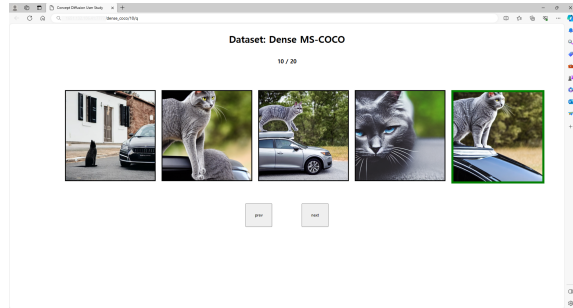 Concept Diffusion User Study
/dense_coco/10/q
Dataset: Dense MS-COCO
10 / 20
prev
next